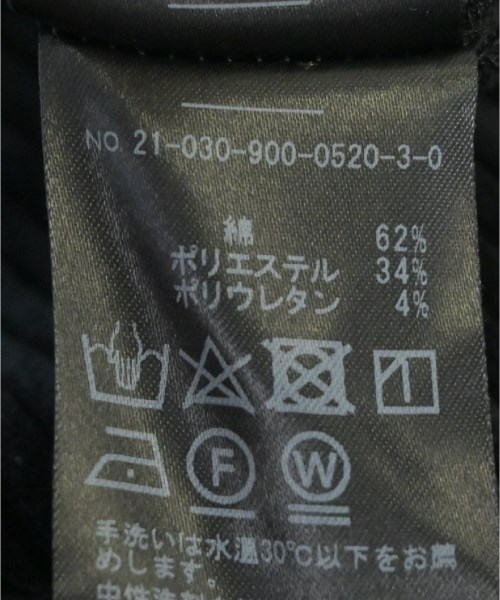 NO. 21-030-900-0520-3-0
綿 62%
ポリエステル 34%
ポリウレタン 4%
F W
手洗いは水温30℃以下をお薦
めします。